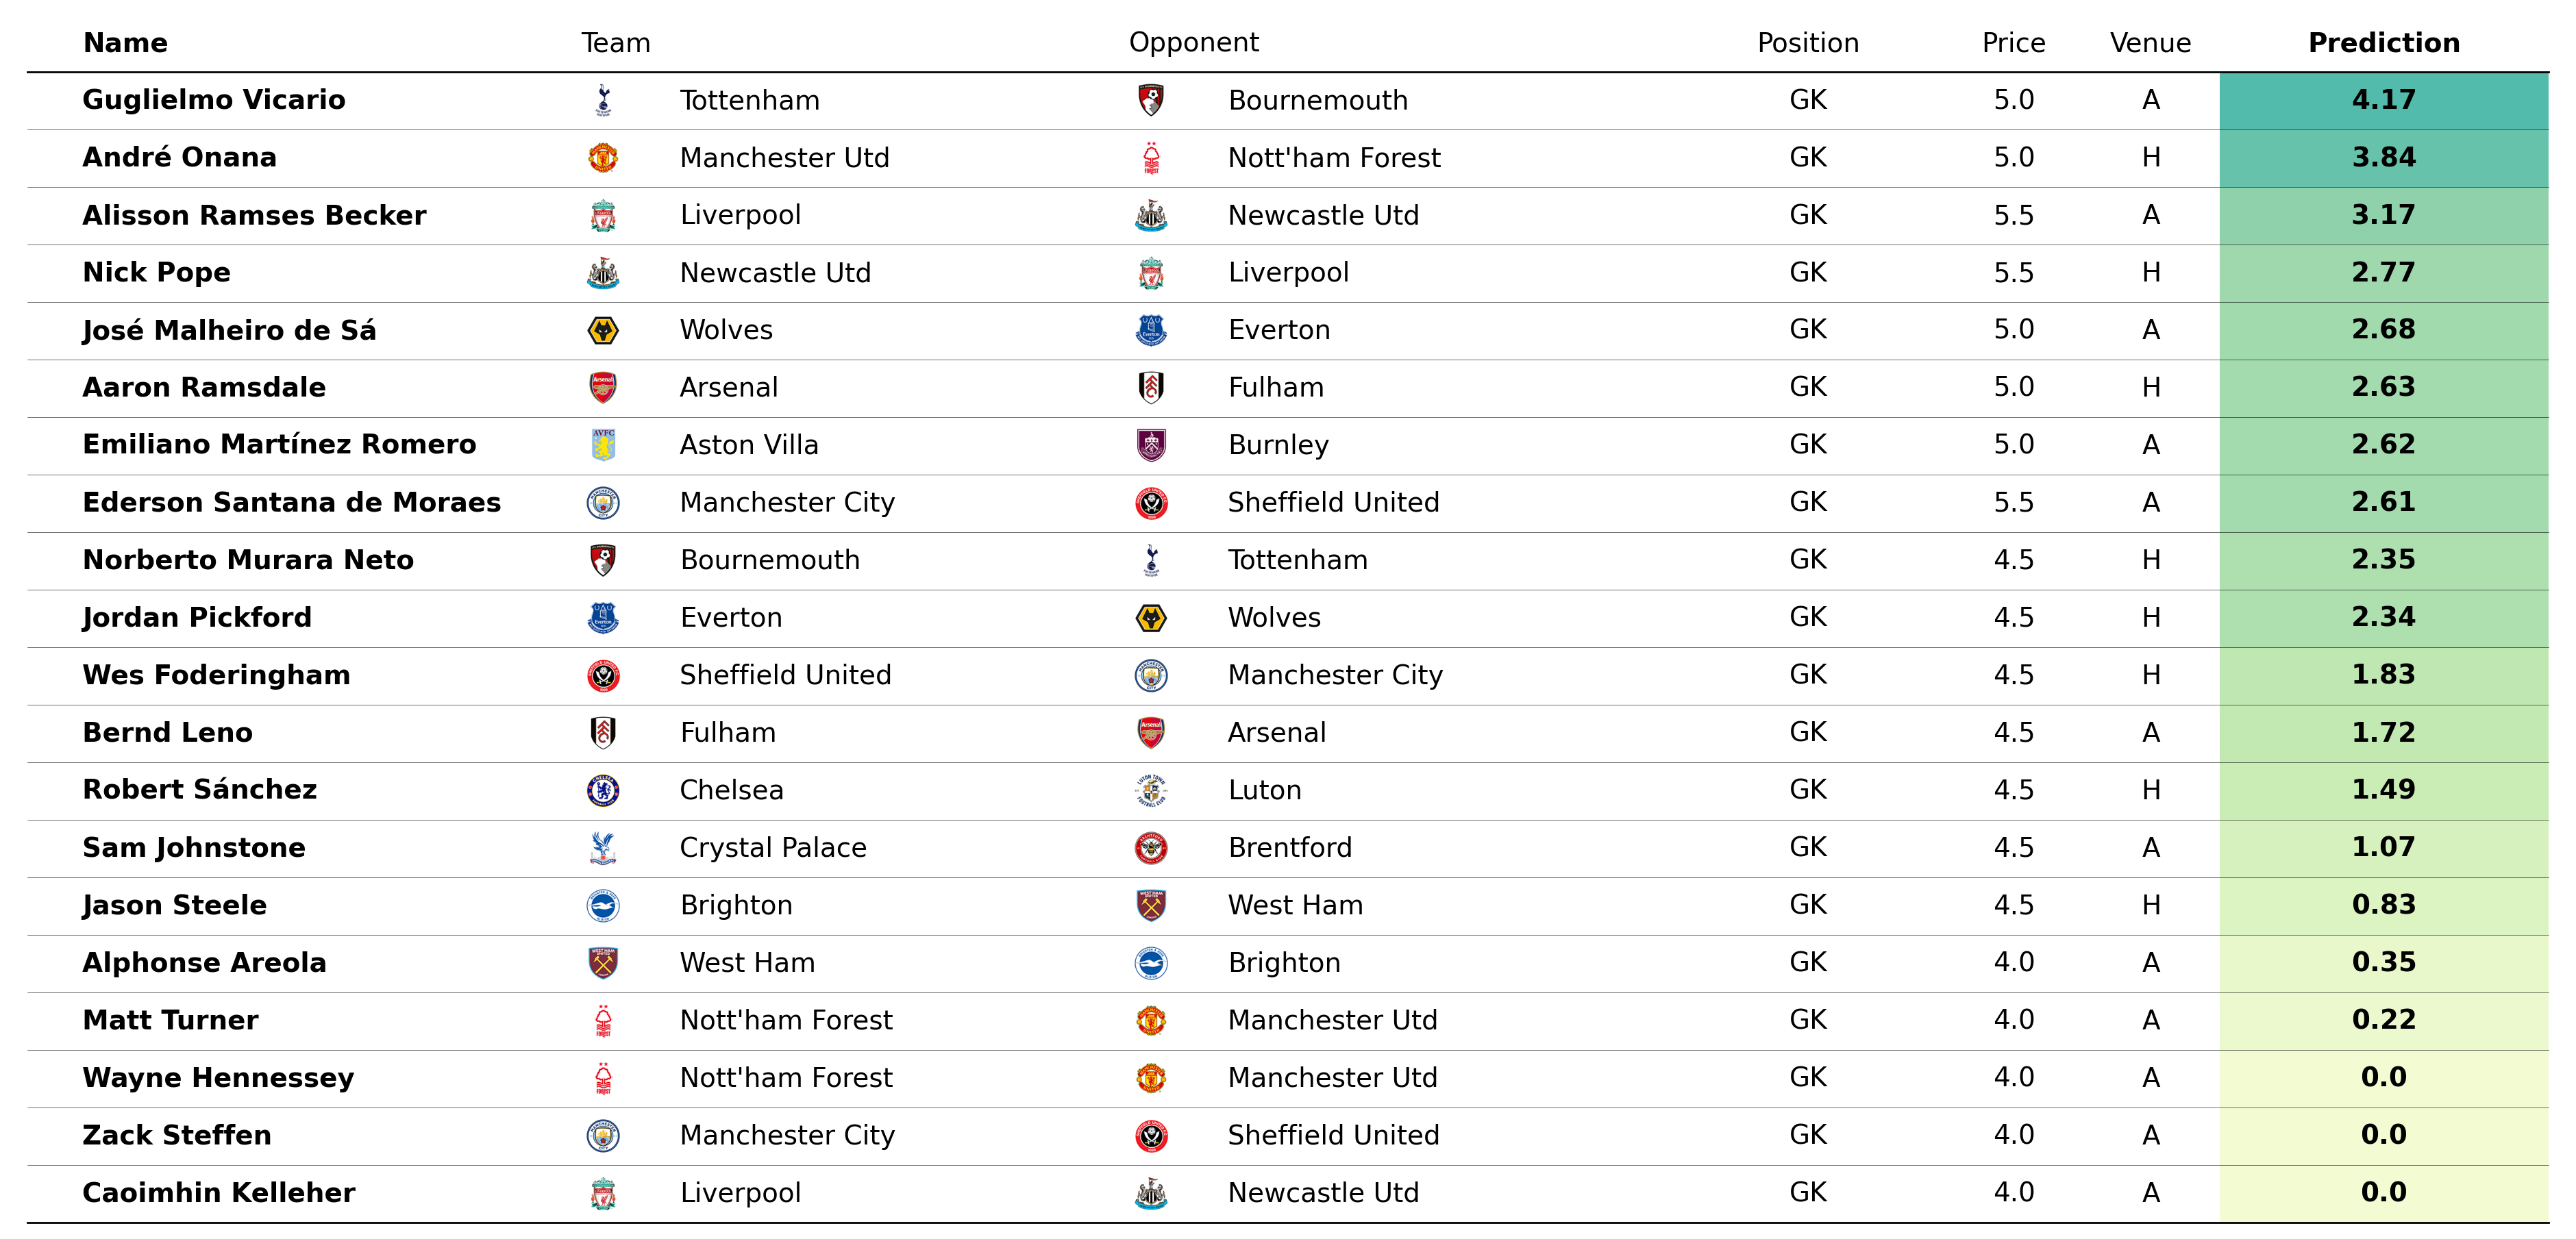 Name Team Opponent Position Price Venue Prediction
Guglielmo Vicario Tottenham Bournemouth GK 5.0 A 4.17
André Onana Manchester Utd Nott'ham Forest GK 5.0 H 3.84
Alisson Ramses Becker Liverpool Newcastle Utd GK 5.5 A 3.17
Nick Pope Newcastle Utd Liverpool GK 5.5 H 2.77
José Malheiro de Sá Wolves Everton GK 5.0 A 2.68
Aaron Ramsdale Arsenal Fulham GK 5.0 H 2.63
Emiliano Martínez Romero Aston Villa Burnley GK 5.0 A 2.62
Ederson Santana de Moraes Manchester City Sheffield United GK 5.5 A 2.61
Norberto Murara Neto Bournemouth Tottenham GK 4.5 H 2.35
Jordan Pickford Everton Wolves GK 4.5 H 2.34
Wes Foderingham Sheffield United Manchester City GK 4.5 H 1.83
Bernd Leno Fulham Arsenal GK 4.5 A 1.72
Robert Sánchez Chelsea Luton GK 4.5 H 1.49
Sam Johnstone Crystal Palace Brentford GK 4.5 A 1.07
Jason Steele Brighton West Ham GK 4.5 H 0.83
Alphonse Areola West Ham Brighton GK 4.0 A 0.35
Matt Turner Nott'ham Forest Manchester Utd GK 4.0 A 0.22
Wayne Hennessey Nott'ham Forest Manchester Utd GK 4.0 A 0.0
Zack Steffen Manchester City Sheffield United GK 4.0 A 0.0
Caoimhin Kelleher Liverpool Newcastle Utd GK 4.0 A 0.0